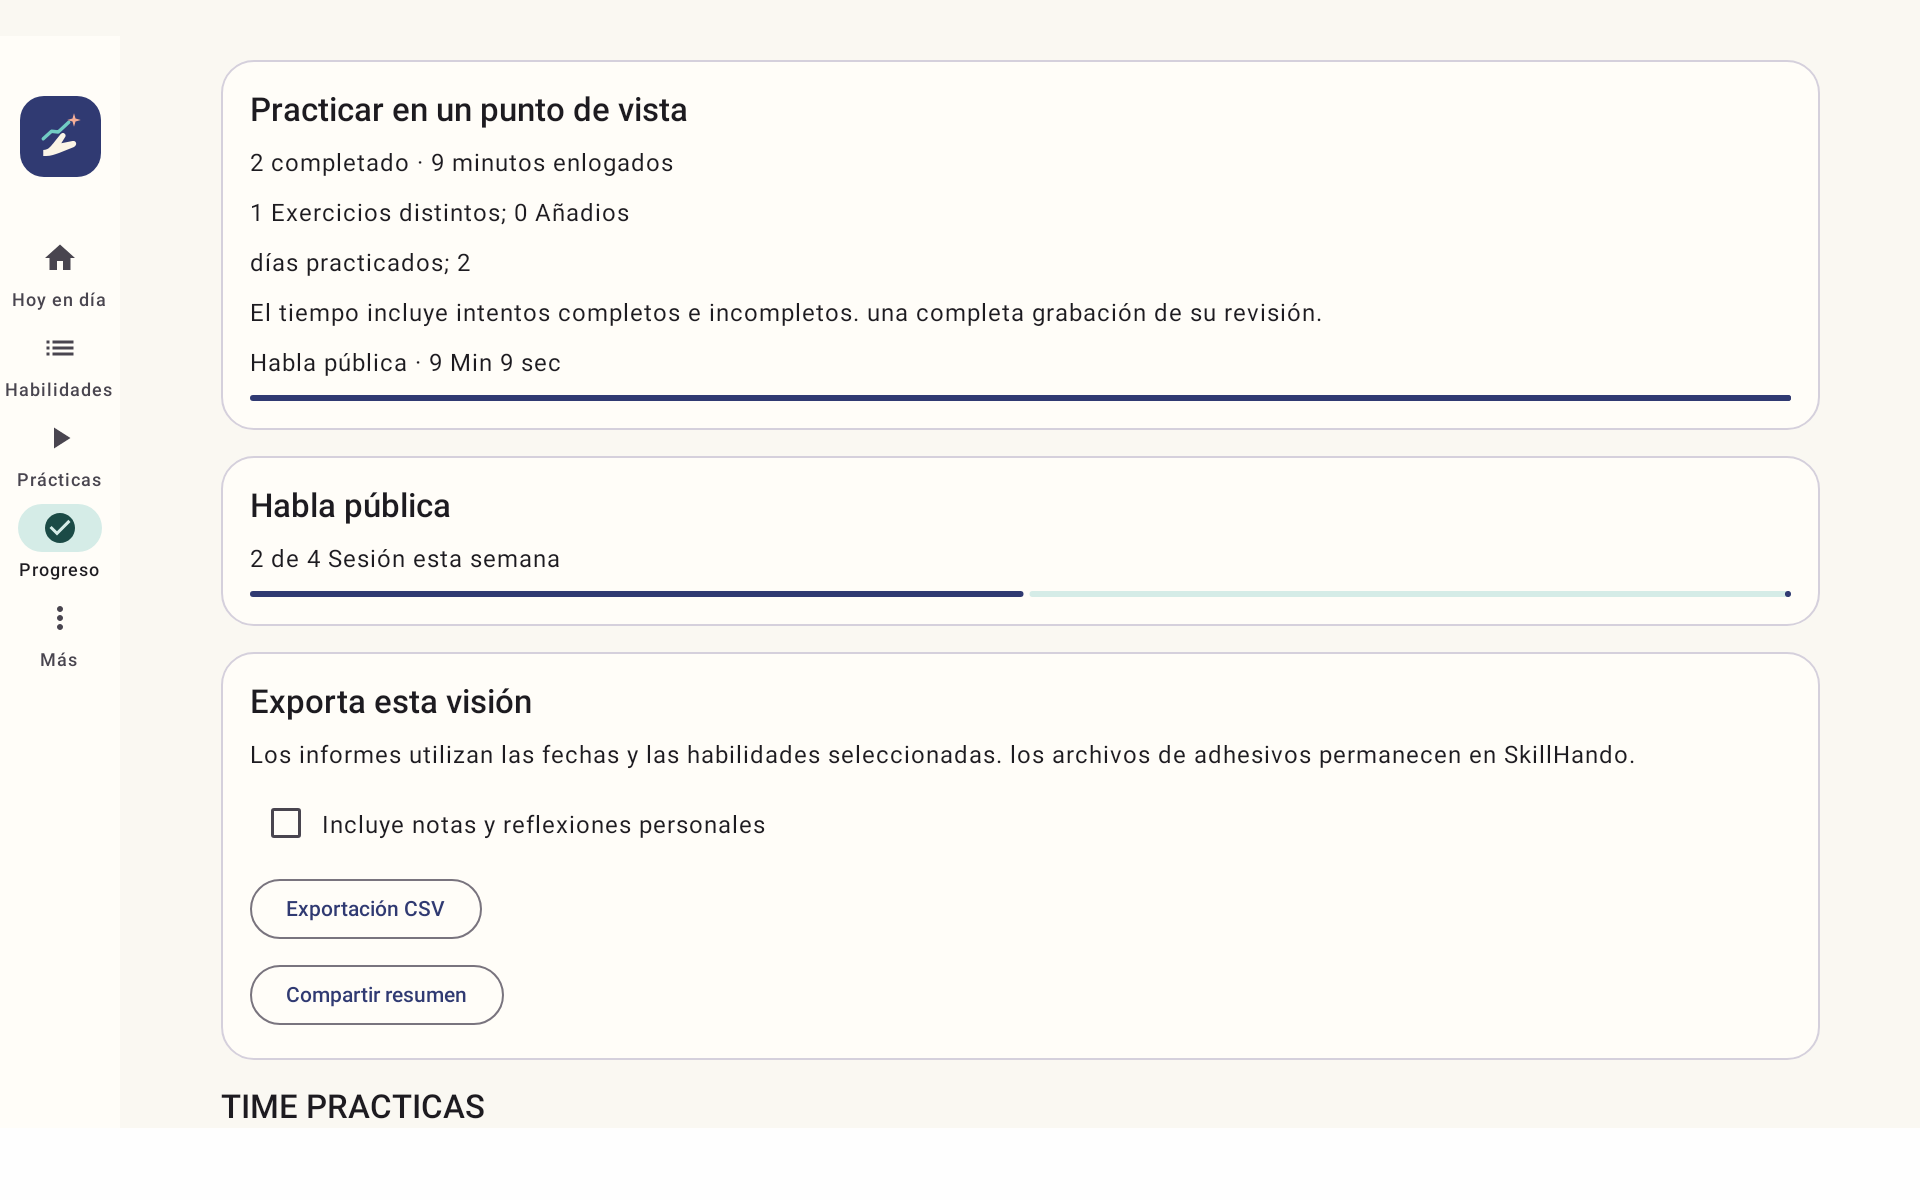 Practicar en un punto de vista
2 completado · 9 minutos enlogados
1 Exercicios distintos; 0 Añadios
días practicados; 2
El tiempo incluye intentos completos e incompletos. una completa grabación de su revisión.
Habla pública · 9 Min 9 sec
Hoy en día
Habilidades
Prácticas
Progreso
Más
Habla pública
2 de 4 Sesión esta semana
Exporta esta visión
Los informes utilizan las fechas y las habilidades seleccionadas. los archivos de adhesivos permanecen en SkillHando.
Incluye notas y reflexiones personales
Exportación CSV
Compartir resumen
TIME PRACTICAS